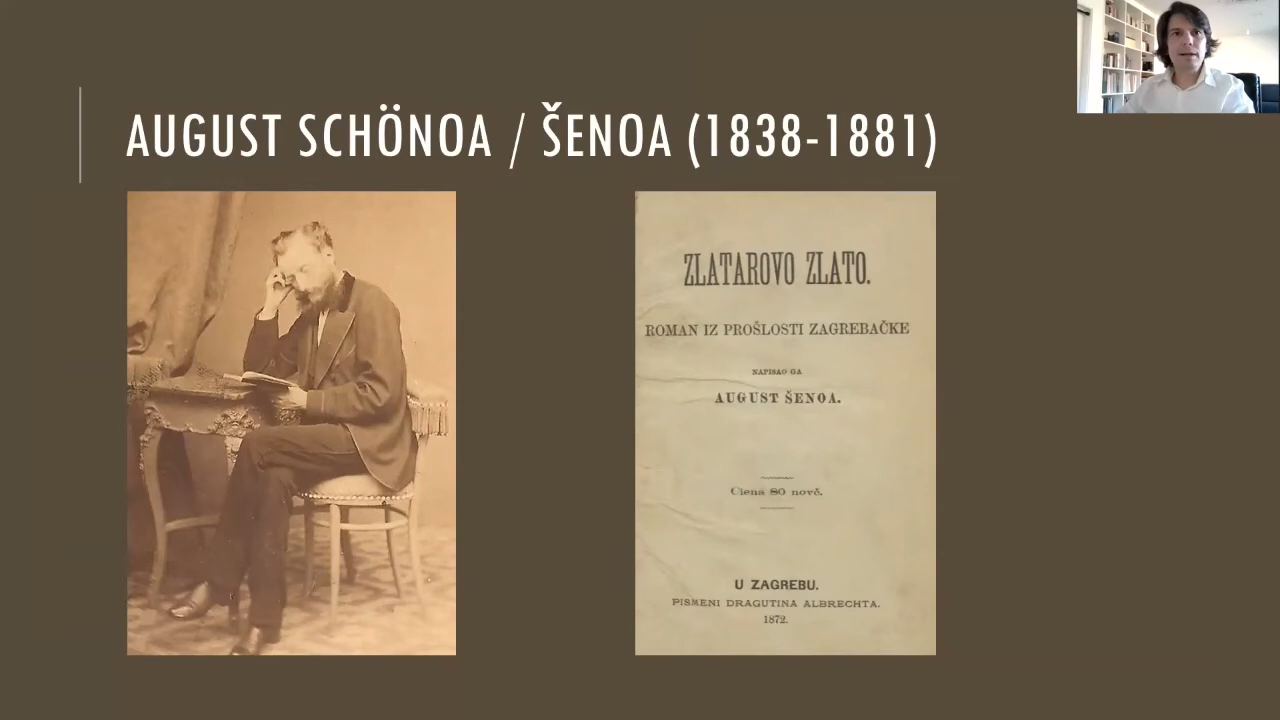 AUGUST SCHÖNOA / ŠENOA (1838-1881)
ZLATAROVO ZLATO.
ROMAN IZ PROŠLOSTI ZAGREBAČKE
NAPISAO GA
AUGUST ŠENOA.
Ciena 80 novč.
U ZAGREBU.
PISMENI DRAGUTINA ALBRECHTA.
1872.